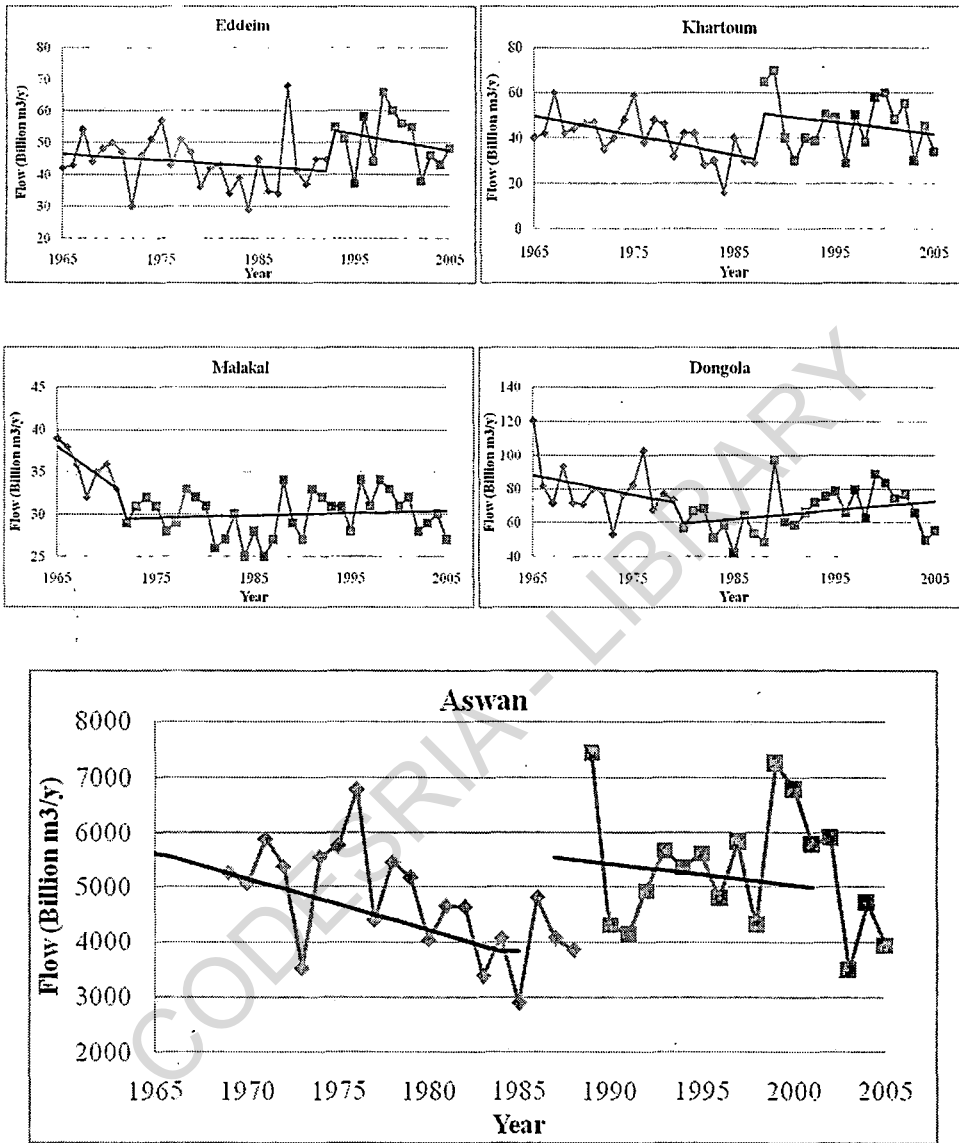 Eddeim
Flow (Billion m3/y)
80
70
60
50
40
30
20
1965 1975 1985 1995 2005
Year
Khartoum
Flow (Billion m3/y)
80
60
40
20
0
1965 1975 1985 1995 2005
Year
Malakal
Flow (Billion m3/y)
45
40
35
30
25
1965 1975 1985 1995 2005
Year
Dongola
Flow (Billion m3/y)
140
120
100
80
60
40
1965 1975 1985 1995 2005
Year
Aswan
Flow (Billion m3/y)
8000
7000
6000
5000
4000
3000
2000
1965 1970 1975 1980 1985 1990 1995 2000 2005
Year
CODESRIA - LIBRARY